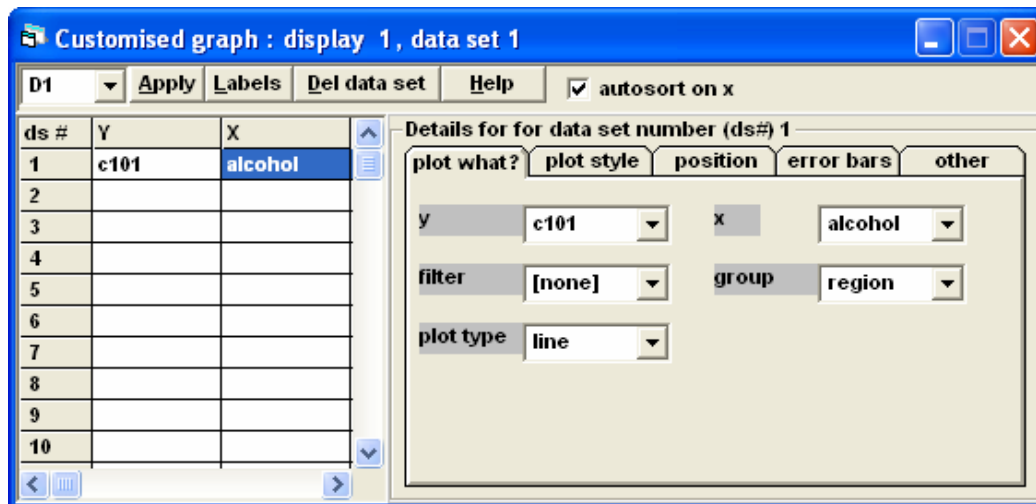 Customised graph : display 1 , data set 1
D1 Apply Labels Del data set Help autosort on x
ds # Y X
1 c101 alcohol
2
3
4
5
6
7
8
9
10
Details for for data set number (ds#) 1
plot what? plot style position error bars other
y c101 x alcohol
filter [none] group region
plot type line